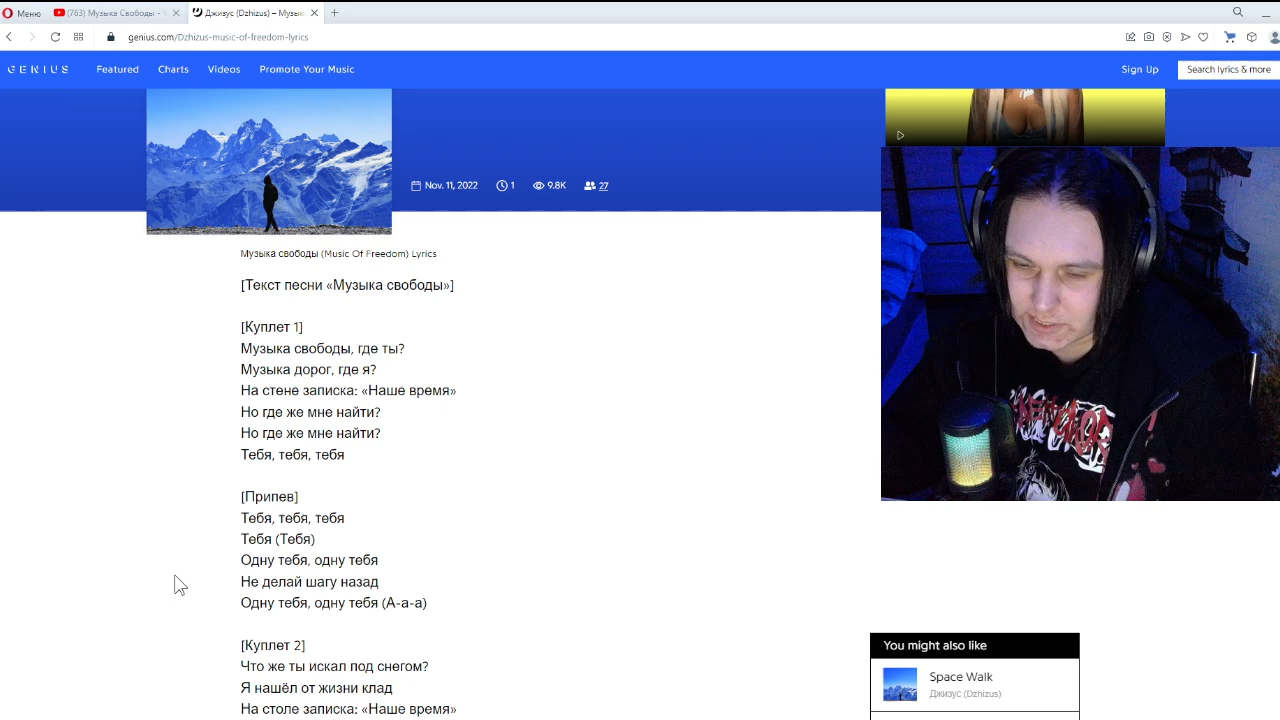 Меню
(763) Музыка Свободы - 
Джизус (Dzhizus) – Музык
genius.com/Dzhizus-music-of-freedom-lyrics
GENIUS
Featured
Charts
Videos
Promote Your Music
Sign Up
Search lyrics & more
Nov. 11, 2022
1
9.8K
27
Музыка свободы (Music Of Freedom) Lyrics
[Текст песни «Музыка свободы»]
[Куплет 1]
Музыка свободы, где ты?
Музыка дорог, где я?
На стене записка: «Наше время»
Но где же мне найти?
Но где же мне найти?
Тебя, тебя, тебя
[Припев]
Тебя, тебя, тебя
Тебя (Тебя)
Одну тебя, одну тебя
Не делай шагу назад
Одну тебя, одну тебя (А-а-а)
[Куплет 2]
Что же ты искал под снегом?
Я нашёл от жизни клад
На столе записка: «Наше время»
You might also like
Space Walk
Джизус (Dzhizus)